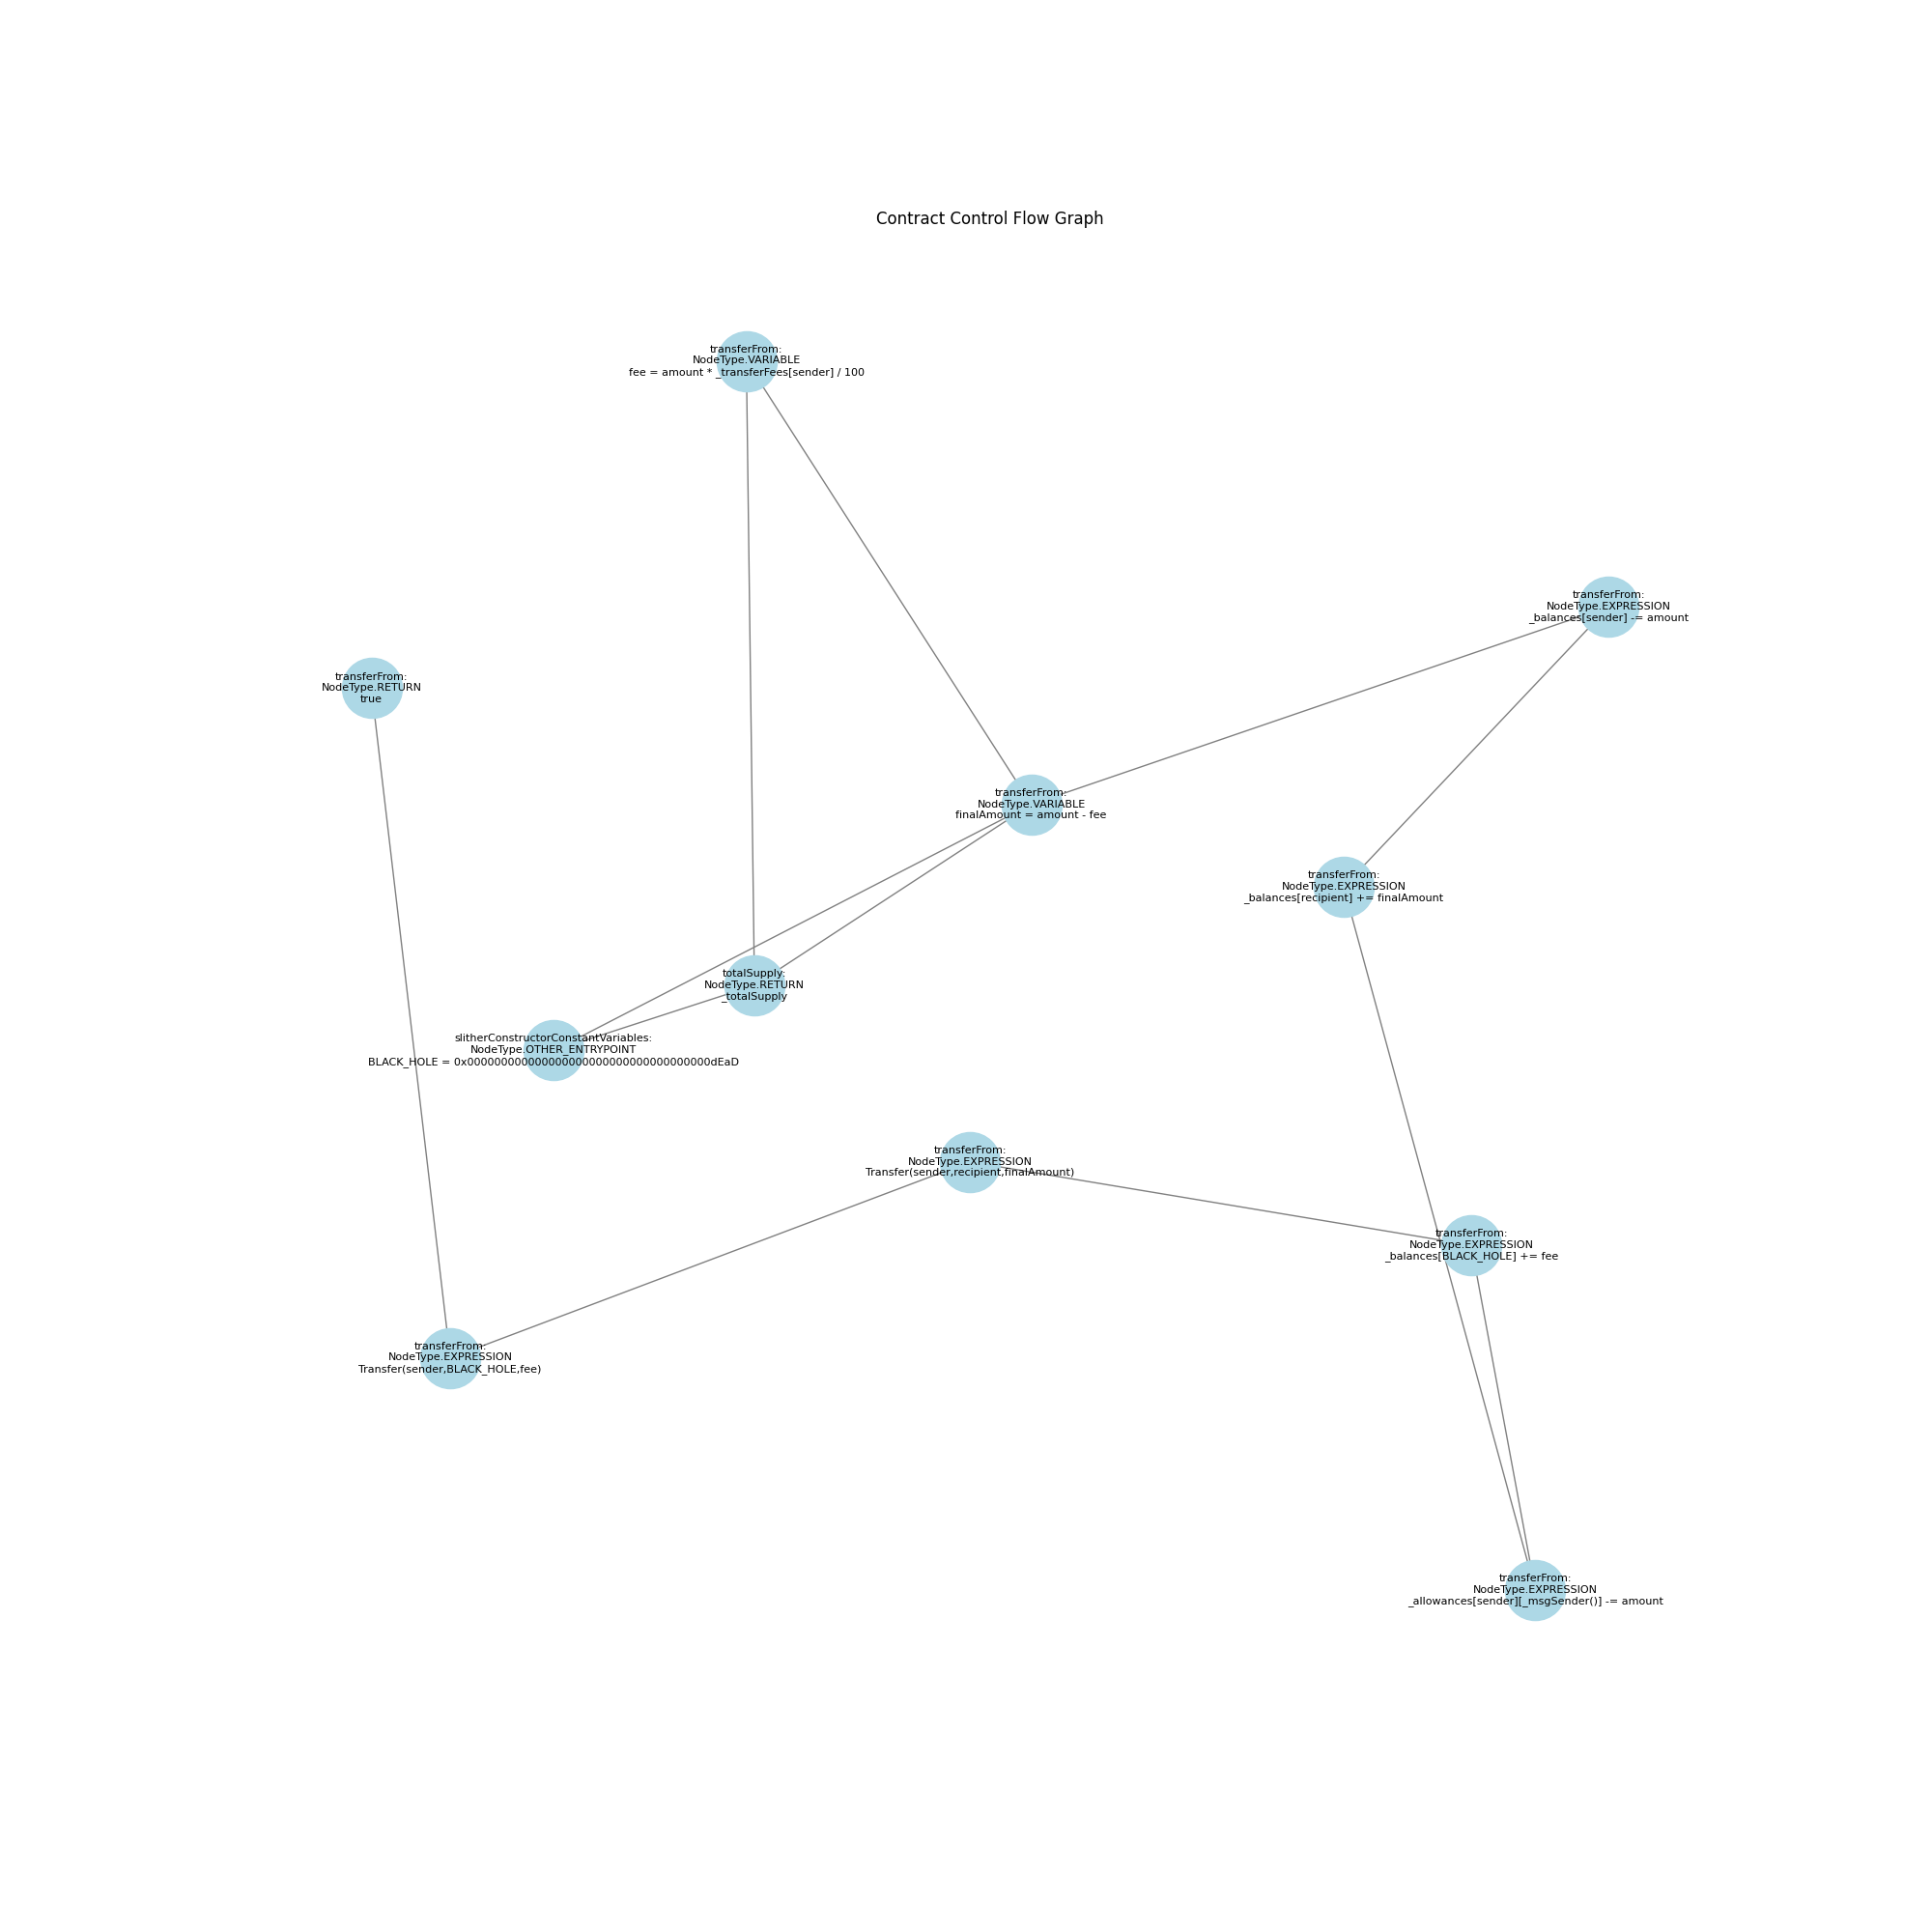 Contract Control Flow Graph
transferFrom:
NodeType.VARIABLE
fee = amount * _transferFees[sender] / 100
transferFrom:
NodeType.EXPRESSION
_balances[sender] -= amount
transferFrom:
NodeType.RETURN
true
transferFrom:
NodeType.VARIABLE
finalAmount = amount - fee
transferFrom:
NodeType.EXPRESSION
_balances[recipient] += finalAmount
totalSupply:
NodeType.RETURN
_totalSupply
slitherConstructorConstantVariables:
NodeType.OTHER_ENTRYPOINT
BLACK_HOLE = 0x000000000000000000000000000000000000dEaD
transferFrom:
NodeType.EXPRESSION
Transfer(sender,recipient,finalAmount)
transferFrom:
NodeType.EXPRESSION
_balances[BLACK_HOLE] += fee
transferFrom:
NodeType.EXPRESSION
Transfer(sender,BLACK_HOLE,fee)
transferFrom:
NodeType.EXPRESSION
_allowances[sender][_msgSender()] -= amount